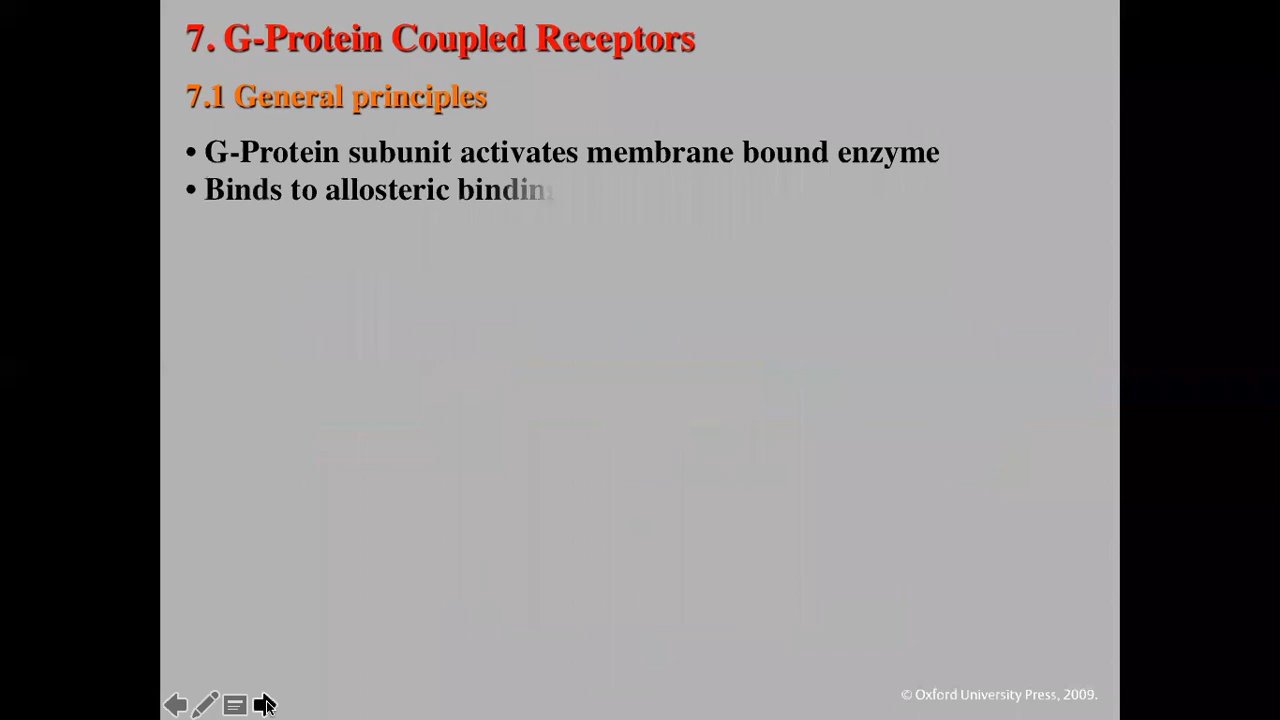 7. G-Protein Coupled Receptors
7.1 General principles
• G-Protein subunit activates membrane bound enzyme
• Binds to allosteric
© Oxford University Press, 2009.